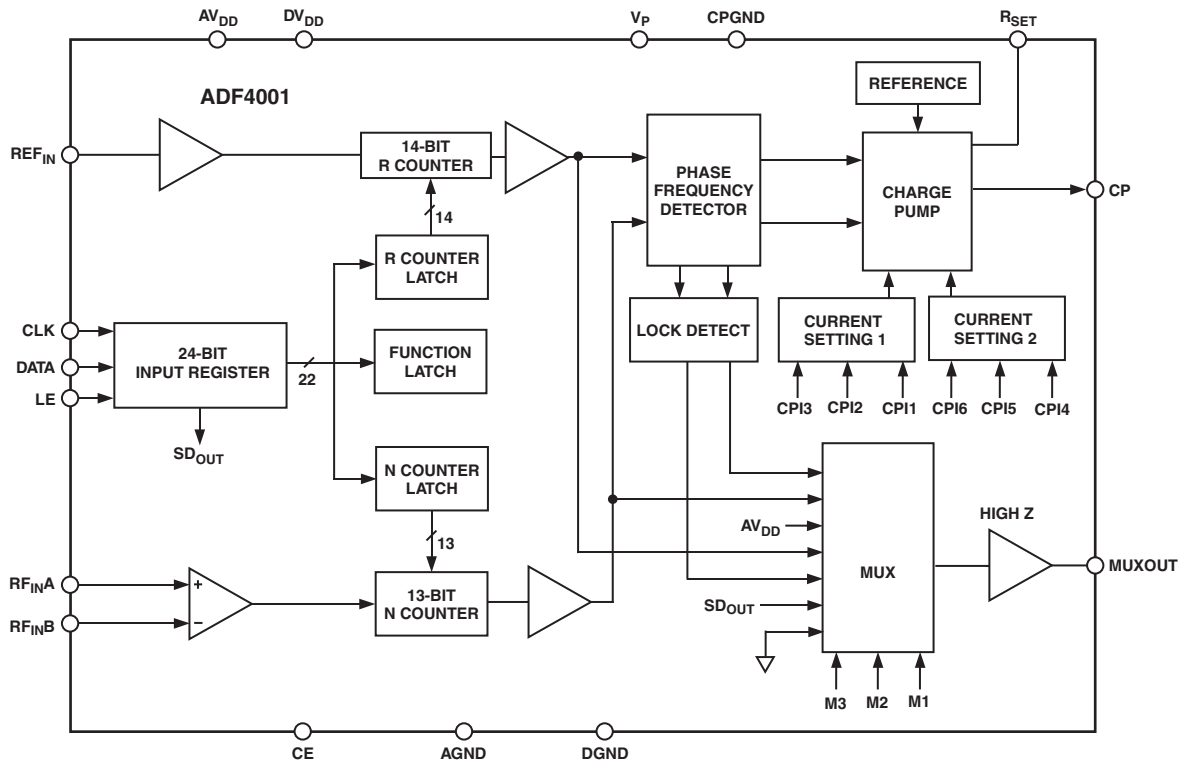 AVDD
DVDD
VP
CPGND
RSET
ADF4001
REFERENCE
REFIN
14-BIT
R COUNTER
PHASE
FREQUENCY
DETECTOR
CHARGE
PUMP
CP
14
R COUNTER
LATCH
CLK
DATA
LE
24-BIT
INPUT REGISTER
22
FUNCTION
LATCH
LOCK DETECT
CURRENT
SETTING 1
CURRENT
SETTING 2
CPI3
CPI2
CPI1
CPI6
CPI5
CPI4
SDOUT
N COUNTER
LATCH
13
AVDD
HIGH Z
MUX
MUXOUT
RFINA
RFINB
+
–
13-BIT
N COUNTER
SDOUT
M3
M2
M1
CE
AGND
DGND